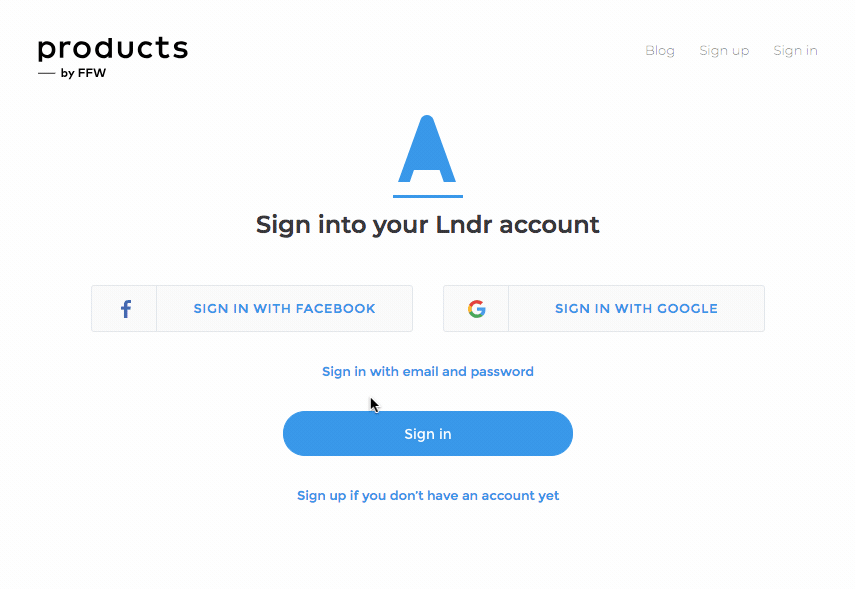 products
by FFW
Blog Sign up Sign in
A
Sign into your Lndr account
f SIGN IN WITH FACEBOOK
G SIGN IN WITH GOOGLE
Sign in with email and password
Sign in
Sign up if you don't have an account yet